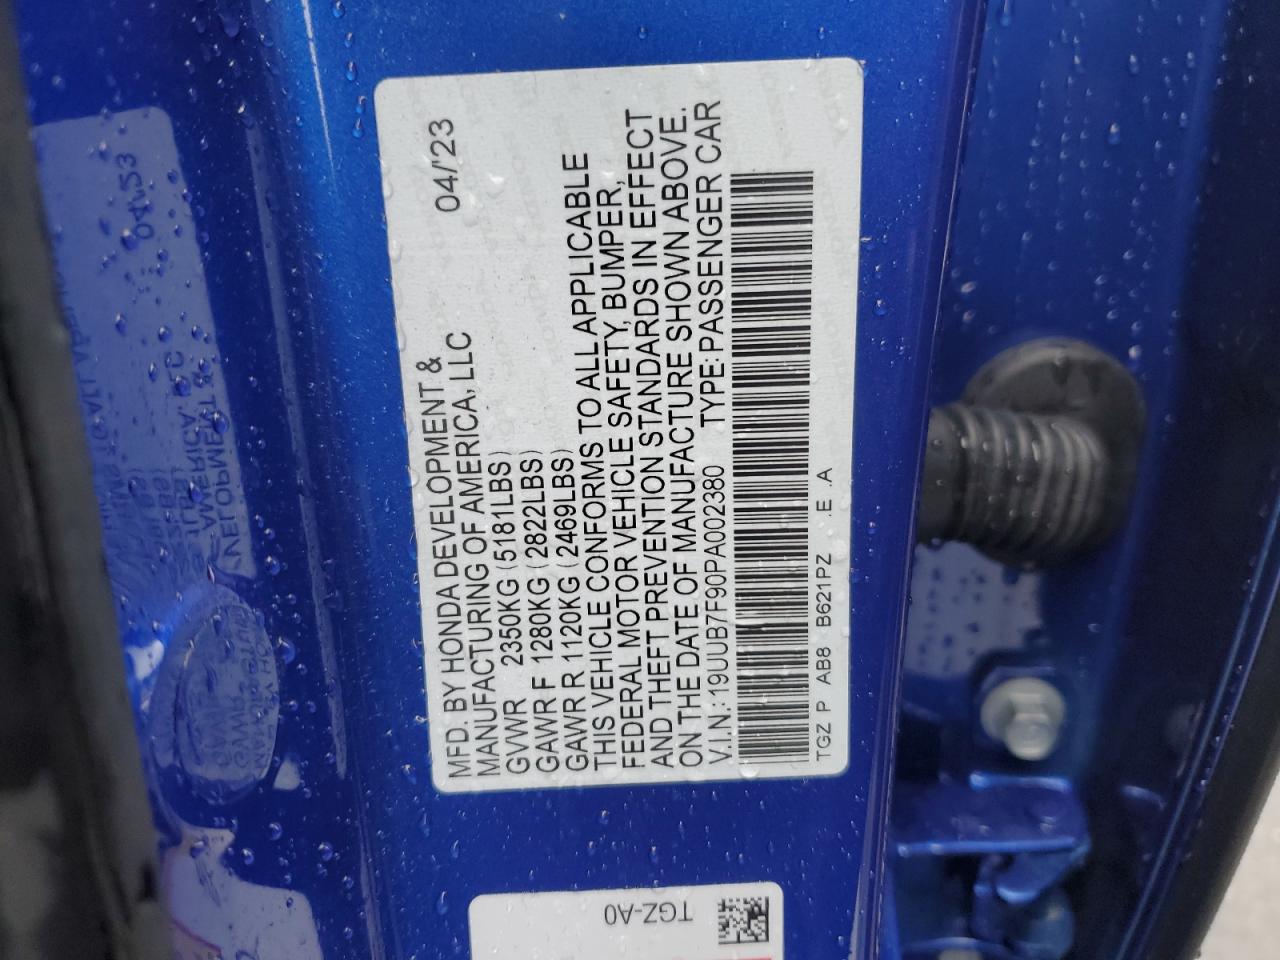 MFD. BY HONDA DEVELOPMENT &
MANUFACTURING OF AMERICA, LLC 04/'23
GVWR 2350KG (5181LBS)
GAWR F 1280KG (2822LBS)
GAWR R 1120KG (2469LBS)
THIS VEHICLE CONFORMS TO ALL APPLICABLE
FEDERAL MOTOR VEHICLE SAFETY, BUMPER,
AND THEFT PREVENTION STANDARDS IN EFFECT
ON THE DATE OF MANUFACTURE SHOWN ABOVE.
V.I.N: 19UUB7F90PA002380 TYPE: PASSENGER CAR
TGZ P AB8 B621PZ .E .A
TGZ-A0